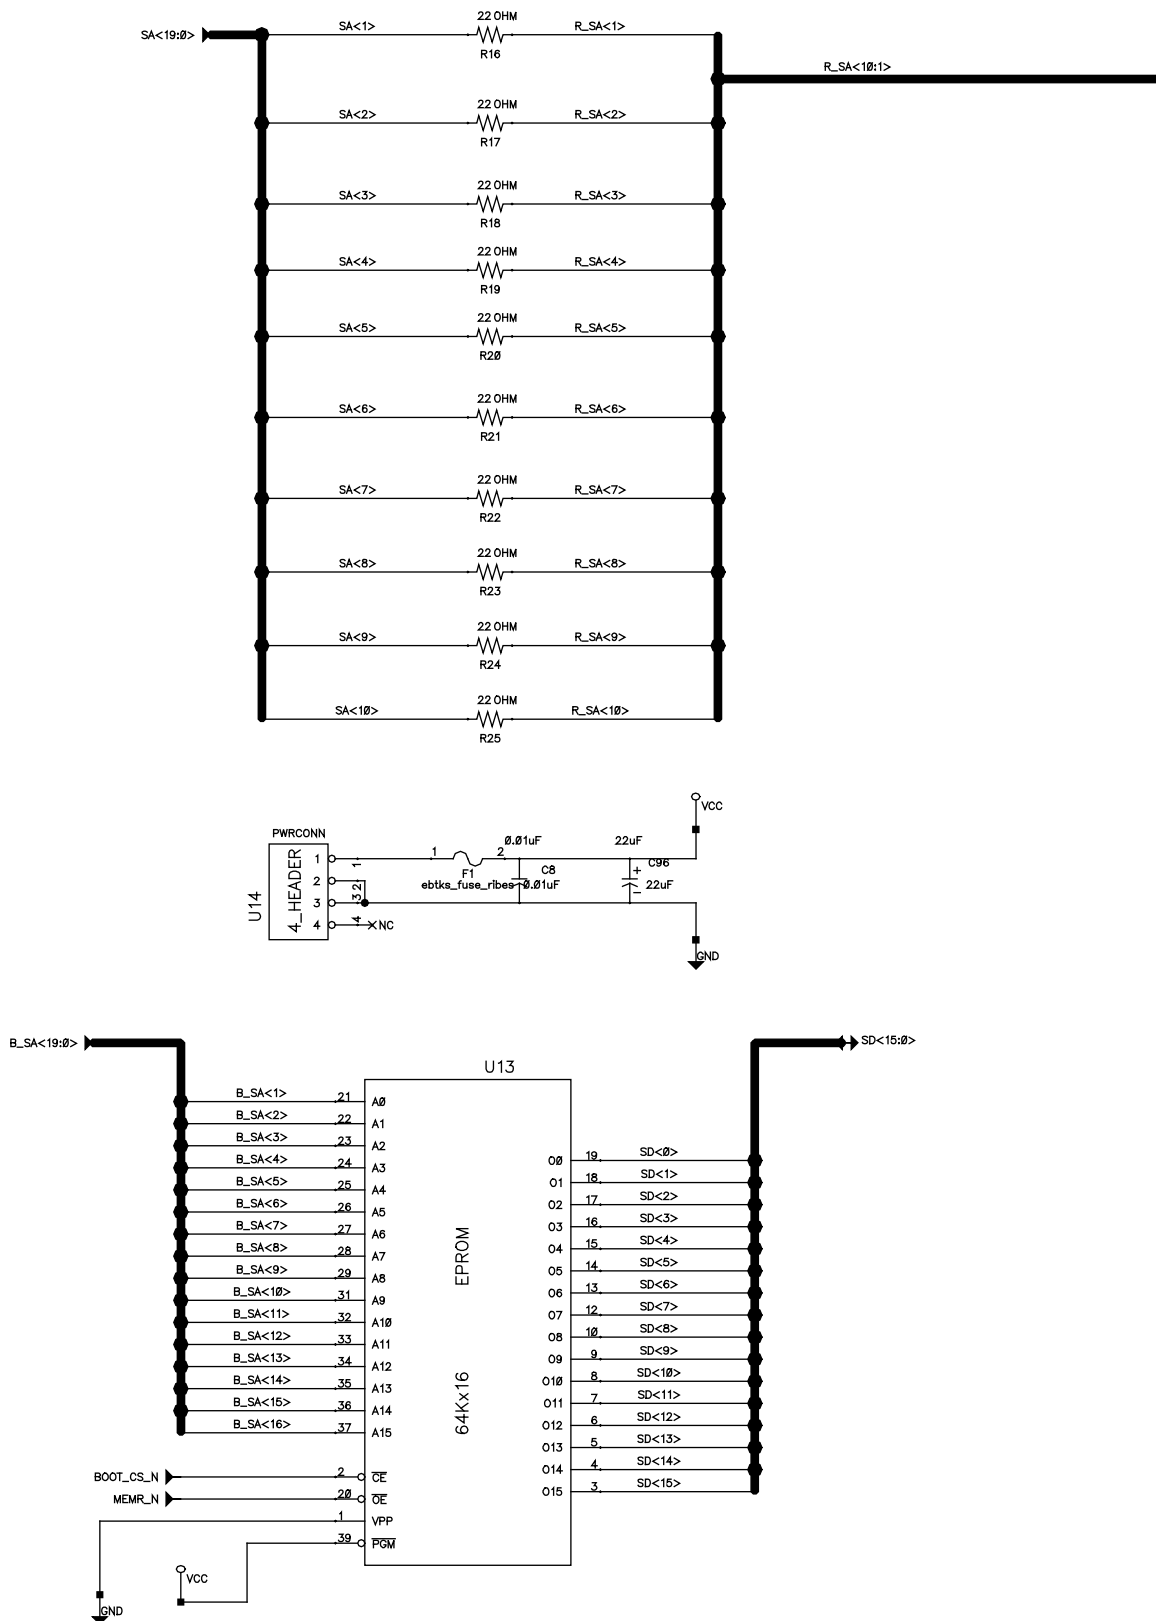 22 OHM
SA<19:0> SA<1> R_SA<1>
R16
R_SA<10:1>
22 OHM
SA<2> R_SA<2>
R17
22 OHM
SA<3> R_SA<3>
R18
22 OHM
SA<4> R_SA<4>
R19
22 OHM
SA<5> R_SA<5>
R20
22 OHM
SA<6> R_SA<6>
R21
22 OHM
SA<7> R_SA<7>
R22
22 OHM
SA<8> R_SA<8>
R23
22 OHM
SA<9> R_SA<9>
R24
22 OHM
SA<10> R_SA<10>
R25
VCC
PWRCONN 0.01uF 22uF
1 1 1 2
F1 C8 + C96
ebtks_fuse_ribes 0.01uF - 22uF
2 2
3 3
4 4 NC
U14
4_HEADER
GND
B_SA<19:0> SD<15:0>
U13
B_SA<1> 21 A0
B_SA<2> 22 A1
B_SA<3> 23 A2
B_SA<4> 24 A3
B_SA<5> 25 A4
B_SA<6> 26 A5
B_SA<7> 27 A6
B_SA<8> 28 A7
B_SA<9> 29 A8
B_SA<10> 31 A9
B_SA<11> 32 A10
B_SA<12> 33 A11
B_SA<13> 34 A12
B_SA<14> 35 A13
B_SA<15> 36 A14
B_SA<16> 37 A15
BOOT_CS_N 2 CE
MEMR_N 20 OE
1 VPP
39 PGM
VCC
GND
EPROM
64Kx16
O0 19 SD<0>
O1 18 SD<1>
O2 17 SD<2>
O3 16 SD<3>
O4 15 SD<4>
O5 14 SD<5>
O6 13 SD<6>
O7 12 SD<7>
O8 10 SD<8>
O9 9 SD<9>
O10 8 SD<10>
O11 7 SD<11>
O12 6 SD<12>
O13 5 SD<13>
O14 4 SD<14>
O15 3 SD<15>